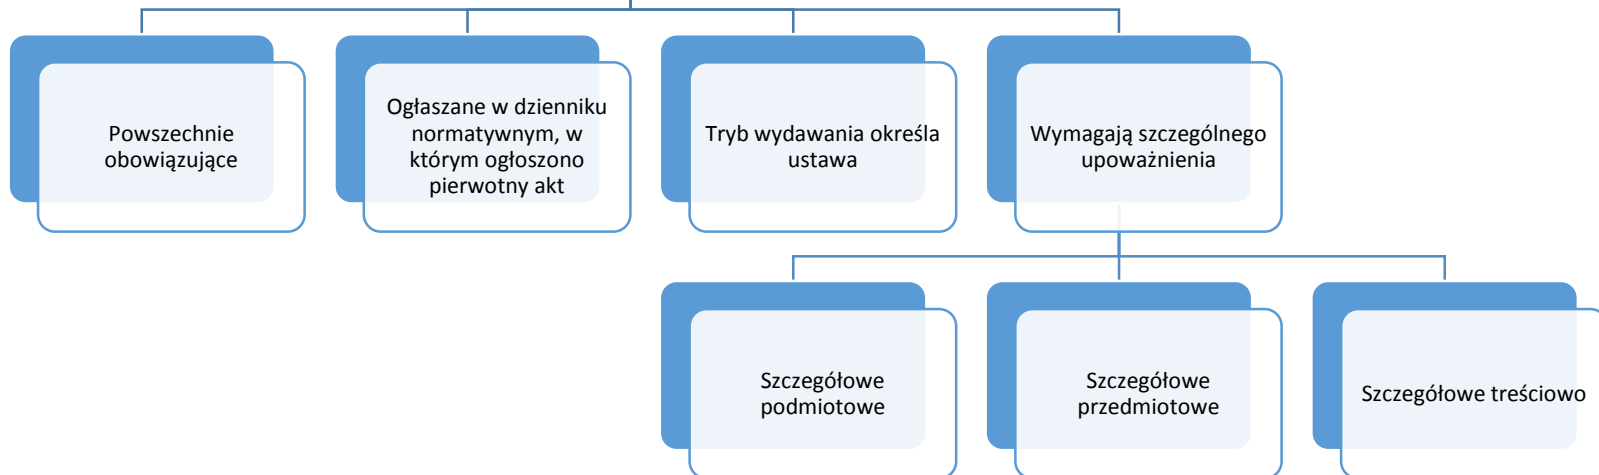 Powszechnie
obowiązujące
Ogłaszane w dzienniku
normatywnym, w
którym ogłoszono
pierwotny akt
Tryb wydawania określa
ustawa
Wymagają szczególnego
upoważnienia
Szczegółowe
podmiotowe
Szczegółowe
przedmiotowe
Szczegółowe treściowo